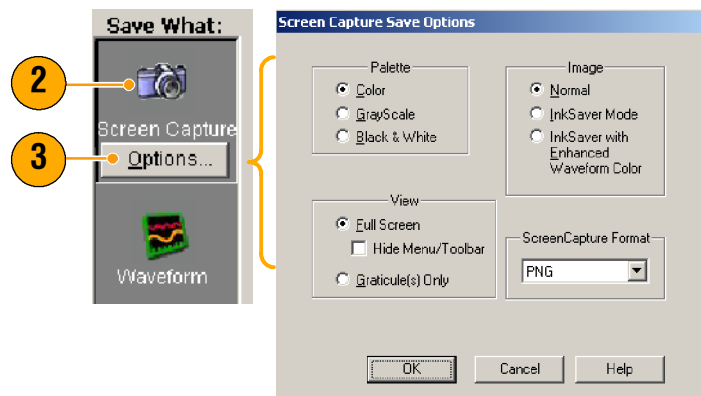 Save What:
2
Screen Capture
3
Options...
Waveform
Screen Capture Save Options
Palette
Color
GrayScale
Black & White
Image
Normal
InkSaver Mode
InkSaver with
Enhanced
Waveform Color
View
Full Screen
Hide Menu/Toolbar
Graticule(s) Only
ScreenCapture Format
PNG
OK
Cancel
Help